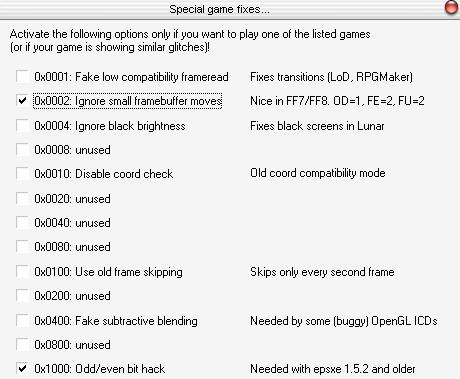 Special game fixes...
Activate the following options only if you want to play one of the listed games
(or if your game is showing similar glitches)!
0x0001: Fake low compatibility frameread Fixes transitions (LoD, RPGMaker)
0x0002: Ignore small framebuffer moves Nice in FF7/FF8. OD=1, FE=2, FU=2
0x0004: Ignore black brightness Fixes black screens in Lunar
0x0008: unused
0x0010: Disable coord check Old coord compatibility mode
0x0020: unused
0x0040: unused
0x0080: unused
0x0100: Use old frame skipping Skips only every second frame
0x0200: unused
0x0400: Fake subtractive blending Needed by some (buggy) OpenGL ICDs
0x0800: unused
0x1000: Odd/even bit hack Needed with epsxe 1.5.2 and older